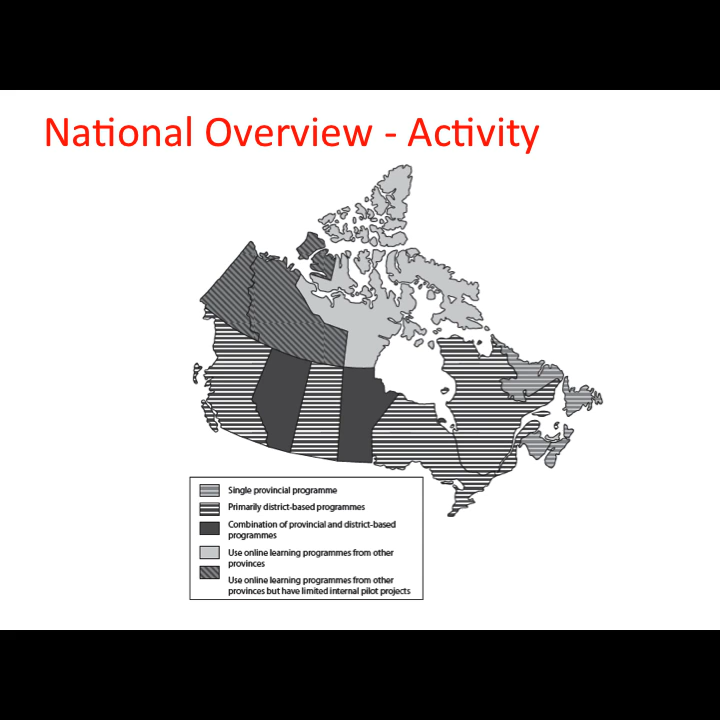 National Overview - Activity
Single provincial programme
Primarily district-based programmes
Combination of provincial and district-based
programmes
Use online learning programmes from other
provinces
Use online learning programmes from other
provinces but have limited internal pilot projects